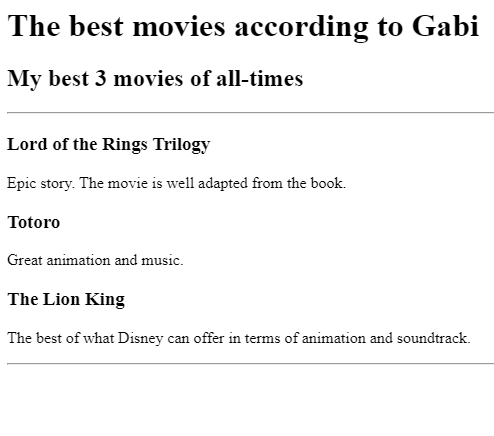 The best movies according to Gabi
My best 3 movies of all-times
Lord of the Rings Trilogy
Epic story. The movie is well adapted from the book.
Totoro
Great animation and music.
The Lion King
The best of what Disney can offer in terms of animation and soundtrack.